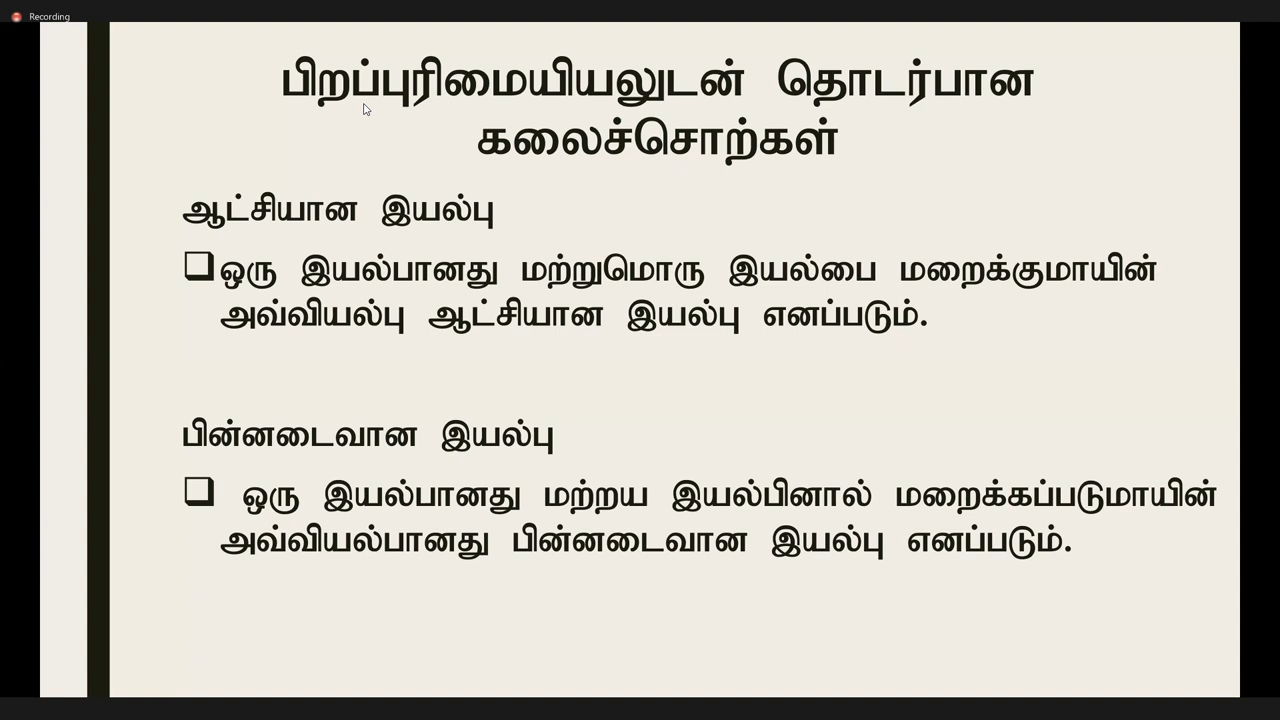 Recording
பிறப்புரிமையியலுடன் தொடர்பான
கலைச்சொற்கள்
ஆட்சியான இயல்பு
ஒரு இயல்பானது மற்றுமொரு இயல்பை மறைக்குமாயின்
அவ்வியல்பு ஆட்சியான இயல்பு எனப்படும்.
பின்னடைவான இயல்பு
ஒரு இயல்பானது மற்றய இயல்பினால் மறைக்கப்படுமாயின்
அவ்வியல்பானது பின்னடைவான இயல்பு எனப்படும்.